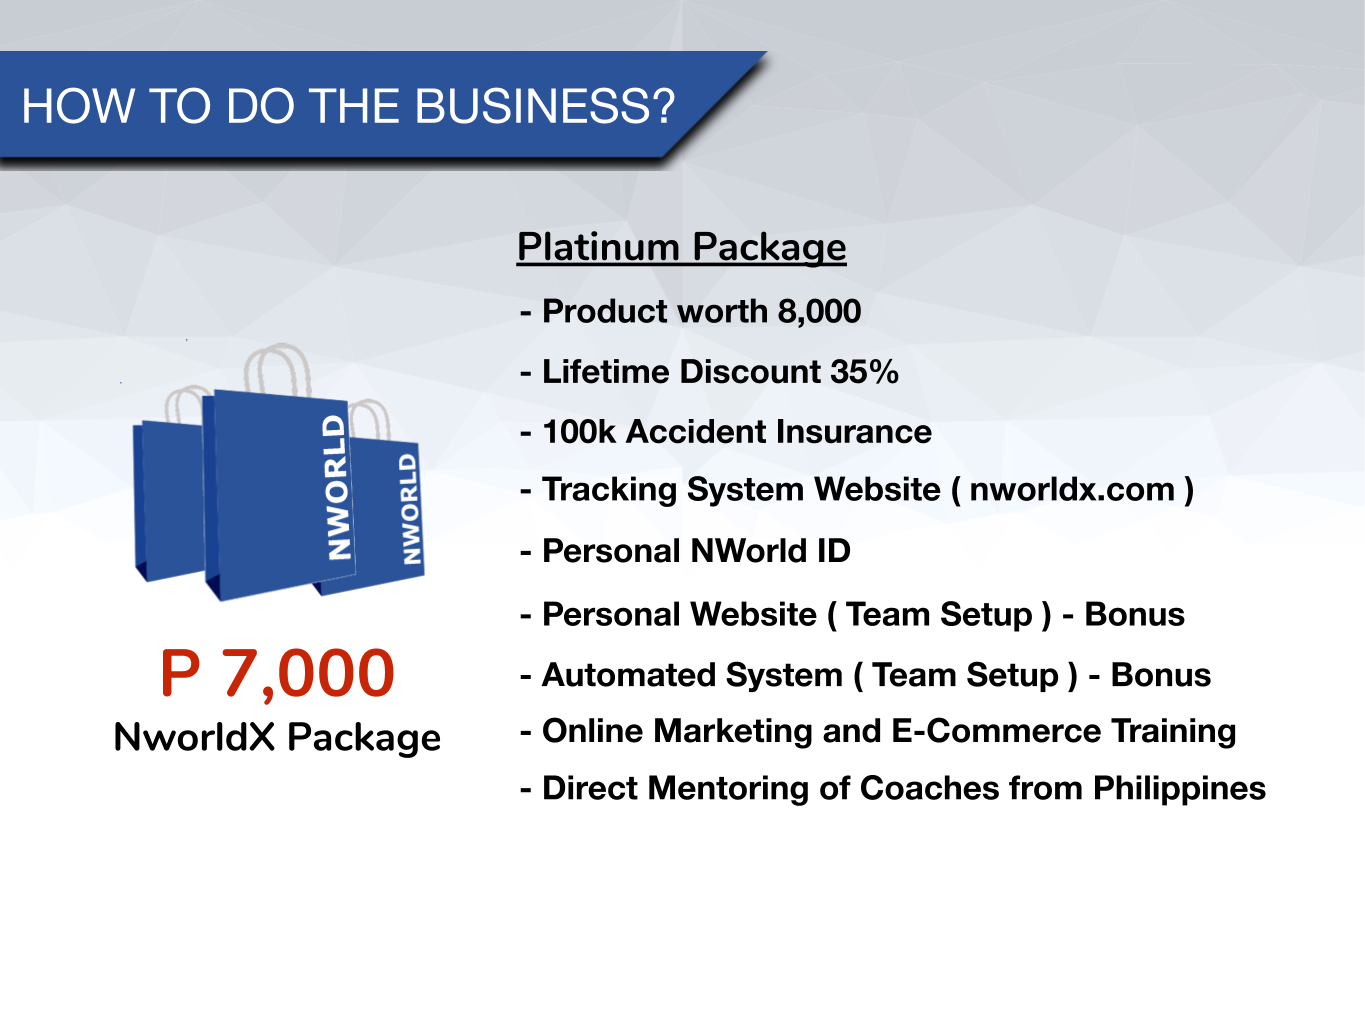 HOW TO DO THE BUSINESS?
Platinum Package
- Product worth 8,000
- Lifetime Discount 35%
- 100k Accident Insurance
- Tracking System Website ( nworldx.com )
- Personal NWorld ID
- Personal Website ( Team Setup ) - Bonus
- Automated System ( Team Setup ) - Bonus
- Online Marketing and E-Commerce Training
- Direct Mentoring of Coaches from Philippines
NWORLD
NWORLD
P 7,000
NworldX Package